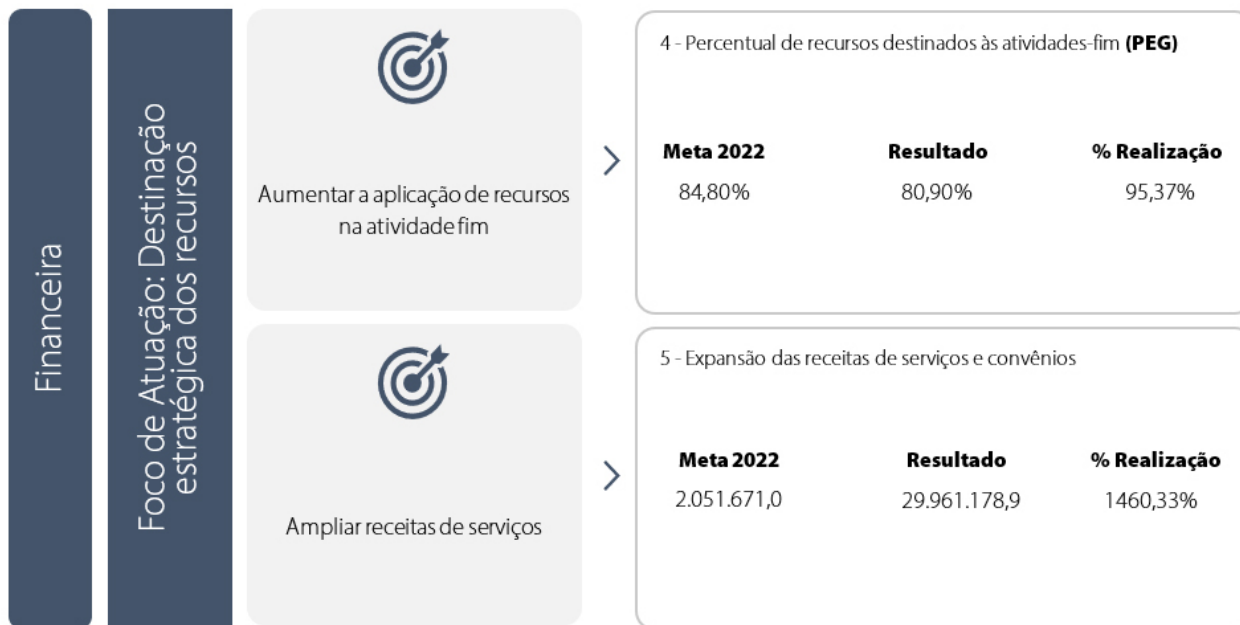 Financeira
Foco de Atuação: Destinação
estratégica dos recursos
Aumentar a aplicação de recursos
na atividade fim
4 - Percentual de recursos destinados às atividades-fim (PEG)
Meta 2022 Resultado % Realização
84,80% 80,90% 95,37%
Ampliar receitas de serviços
5 - Expansão das receitas de serviços e convênios
Meta 2022 Resultado % Realização
2.051.671,0 29.961.178,9 1460,33%